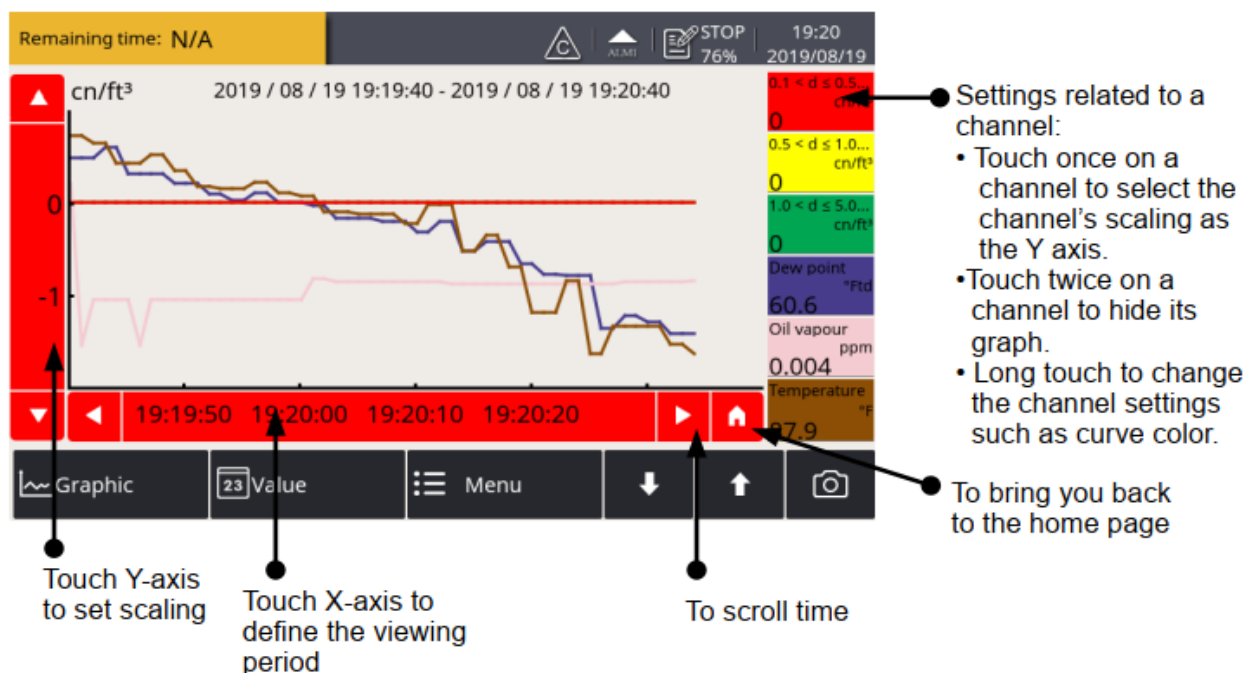 Remaining time: N/A
C
ALM1
STOP
76%
19:20
2019/08/19
cn/ft³
2019 / 08 / 19 19:19:40 - 2019 / 08 / 19 19:20:40
0
-1
0.1 < d ≤ 0.5...
0
0.5 < d ≤ 1.0...
cn/ft³
0
1.0 < d ≤ 5.0...
cn/ft³
0
Dew point
°Ftd
60.6
Oil vapour
ppm
0.004
Temperature
°F
19:19:50 19:20:00 19:20:10 19:20:20
Graphic
23
Value
Menu
Settings related to a
channel:
• Touch once on a
channel to select the
channel's scaling as
the Y axis.
•Touch twice on a
channel to hide its
graph.
• Long touch to change
the channel settings
such as curve color.
To bring you back
to the home page
Touch Y-axis
to set scaling
Touch X-axis to
define the viewing
period
To scroll time